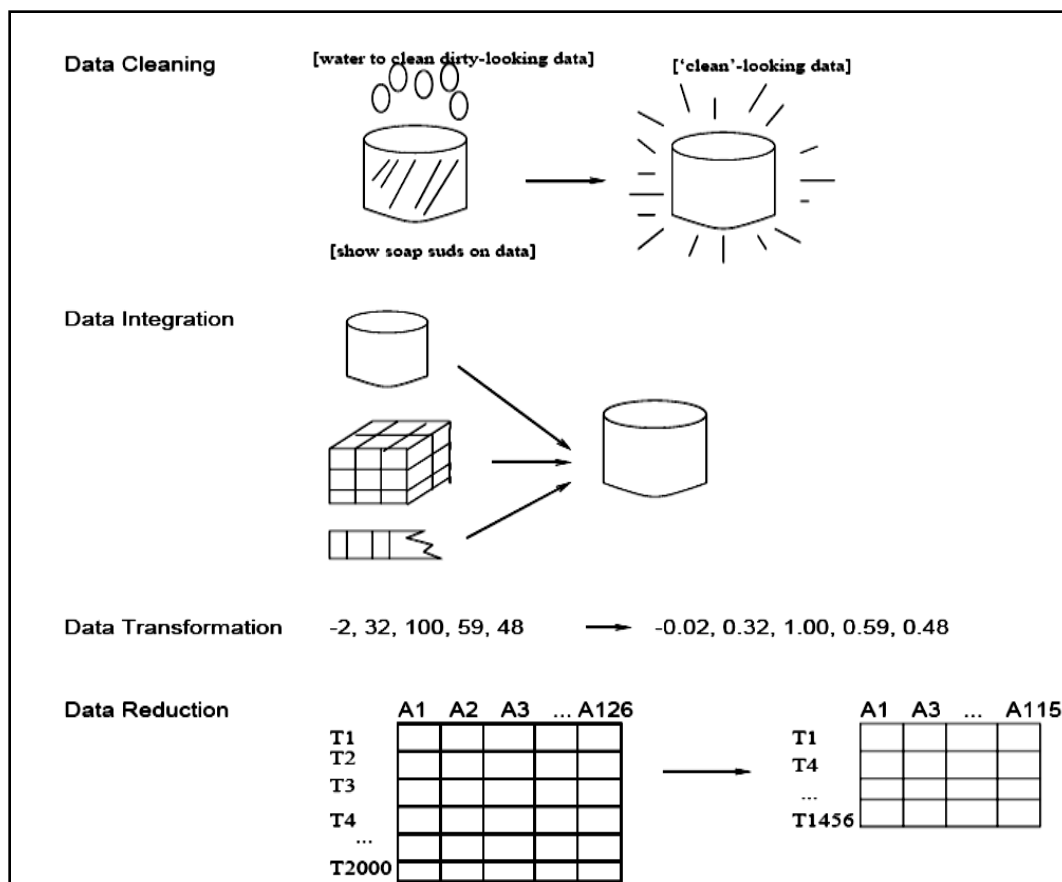 Data Cleaning
[water to clean dirty-looking data]
['clean'-looking data]
[show soap suds on data]
Data Integration
Data Transformation -2, 32, 100, 59, 48 -0.02, 0.32, 1.00, 0.59, 0.48
Data Reduction
A1 A2 A3 ... A126
T1
T2
T3
T4
...
T2000
A1 A3 ... A115
T1
T4
...
T1456